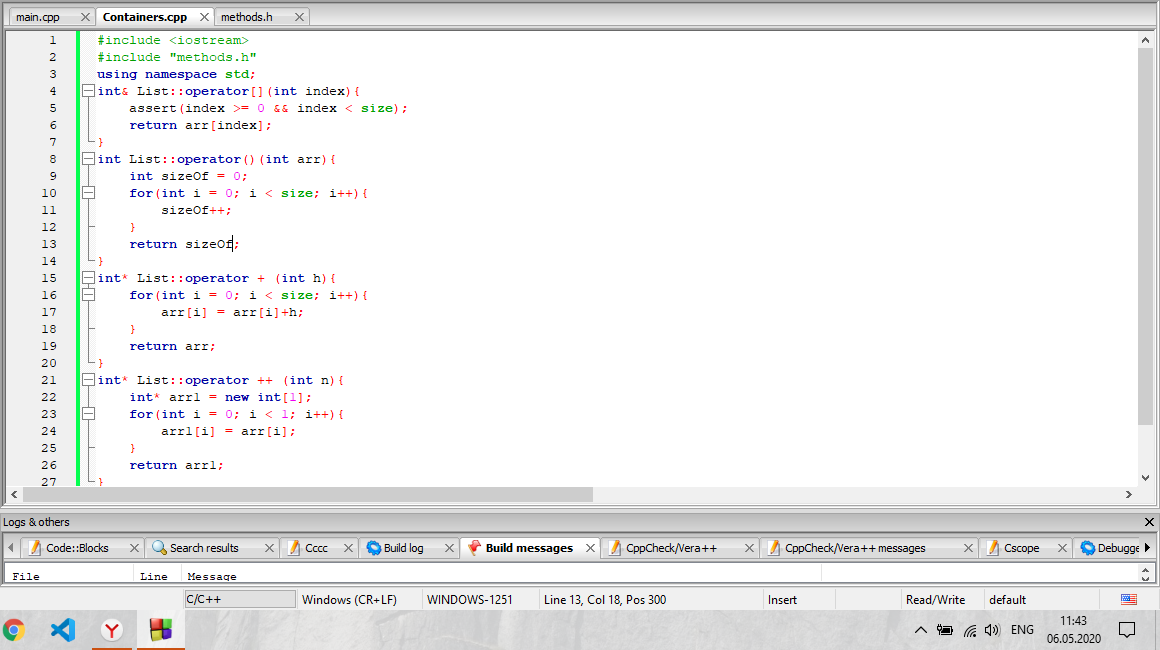 main.cpp Containers.cpp methods.h
1 #include <iostream>
2 #include "methods.h"
3 using namespace std;
4 int& List::operator[](int index){
5 assert(index >= 0 && index < size);
6 return arr[index];
7 }
8 int List::operator()(int arr){
9 int sizeOf = 0;
10 for(int i = 0; i < size; i++){
11 sizeOf++;
12 }
13 return sizeOf;
14 }
15 int* List::operator + (int h){
16 for(int i = 0; i < size; i++){
17 arr[i] = arr[i]+h;
18 }
19 return arr;
20 }
21 int* List::operator ++ (int n){
22 int* arr1 = new int[1];
23 for(int i = 0; i < 1; i++){
24 arr1[i] = arr[i];
25 }
26 return arr1;
27 }
Logs & others
Code::Blocks Search results Cccc Build log Build messages CppCheck/Vera++ CppCheck/Vera++ messages Cscope Debugge
File Line Message
C/C++ Windows (CR+LF) WINDOWS-1251 Line 13, Col 18, Pos 300 Insert Read/Write default
ENG 11:43
06.05.2020